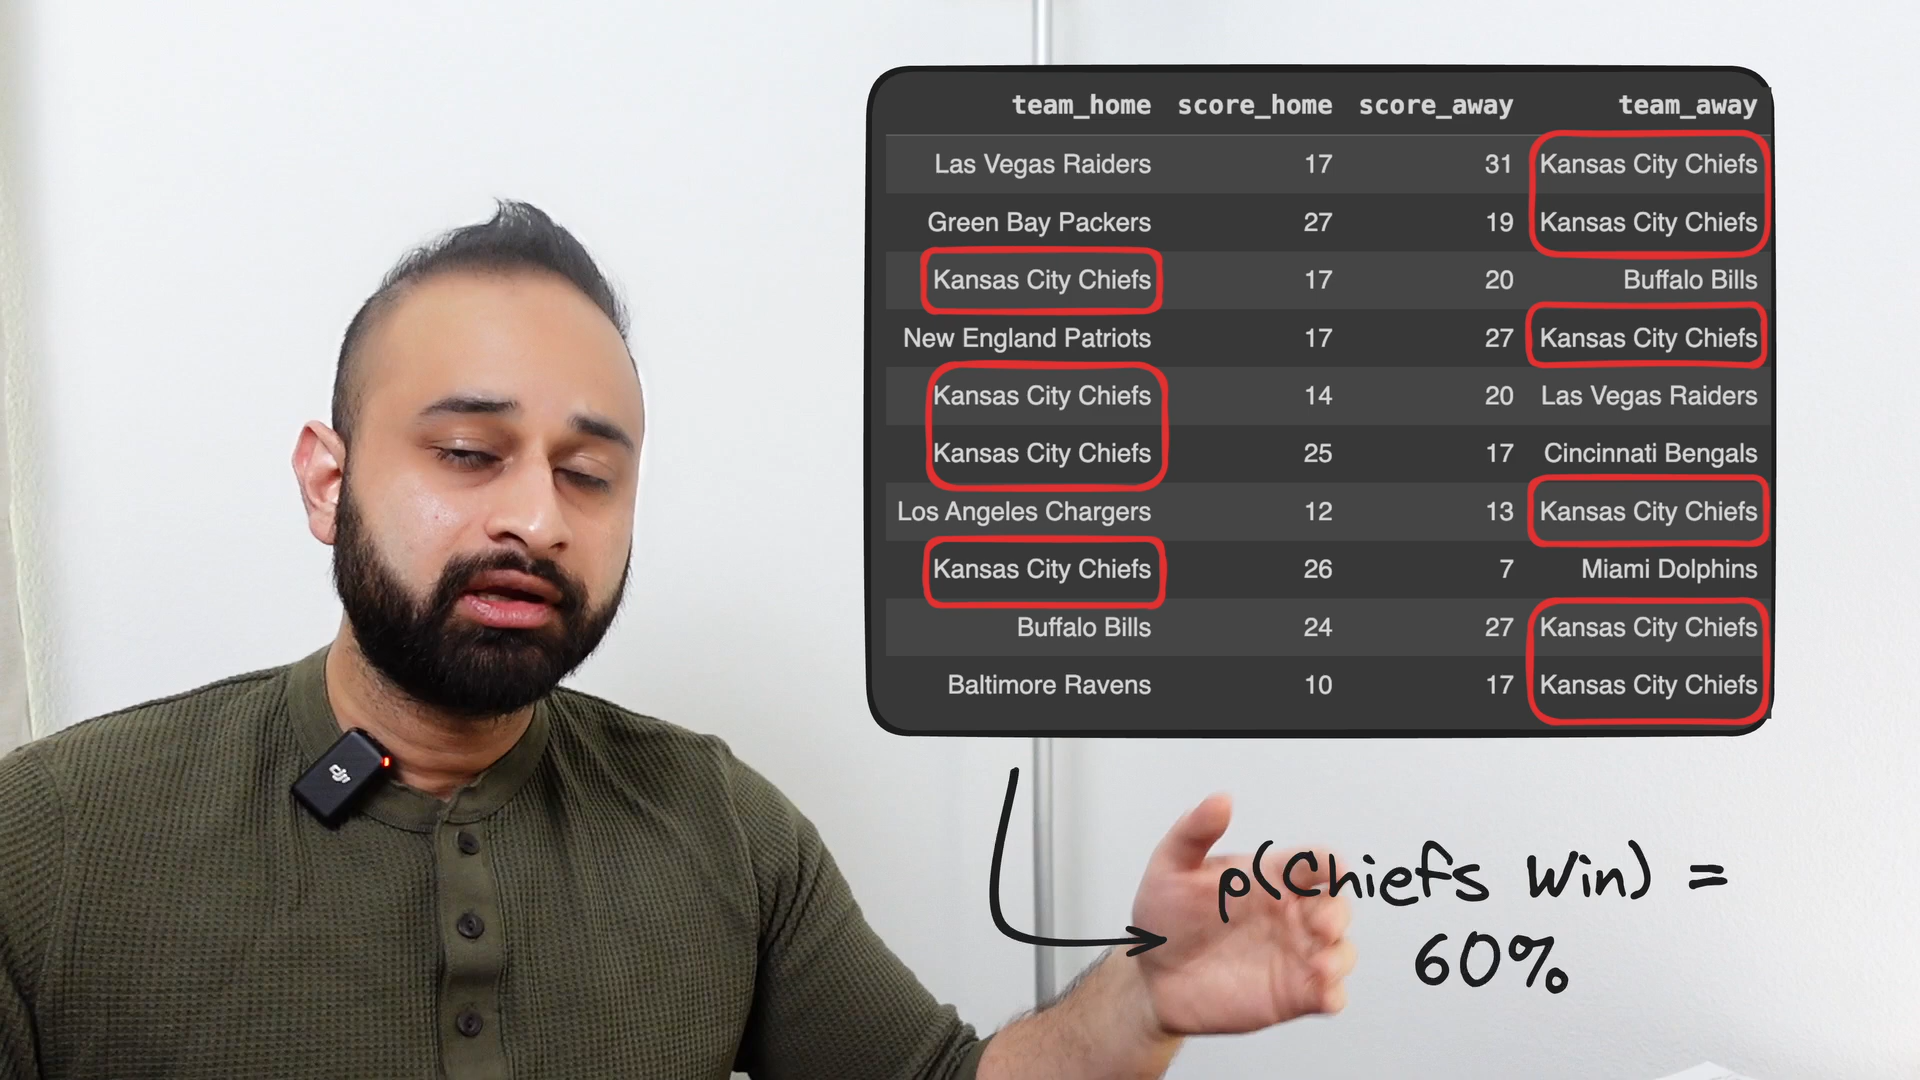 team_home score_home score_away team_away
Las Vegas Raiders 17 31 Kansas City Chiefs
Green Bay Packers 27 19 Kansas City Chiefs
Kansas City Chiefs 17 20 Buffalo Bills
New England Patriots 17 27 Kansas City Chiefs
Kansas City Chiefs 14 20 Las Vegas Raiders
Kansas City Chiefs 25 17 Cincinnati Bengals
Los Angeles Chargers 12 13 Kansas City Chiefs
Kansas City Chiefs 26 7 Miami Dolphins
Buffalo Bills 24 27 Kansas City Chiefs
Baltimore Ravens 10 17 Kansas City Chiefs
dji
p(Chiefs Win) =
60%